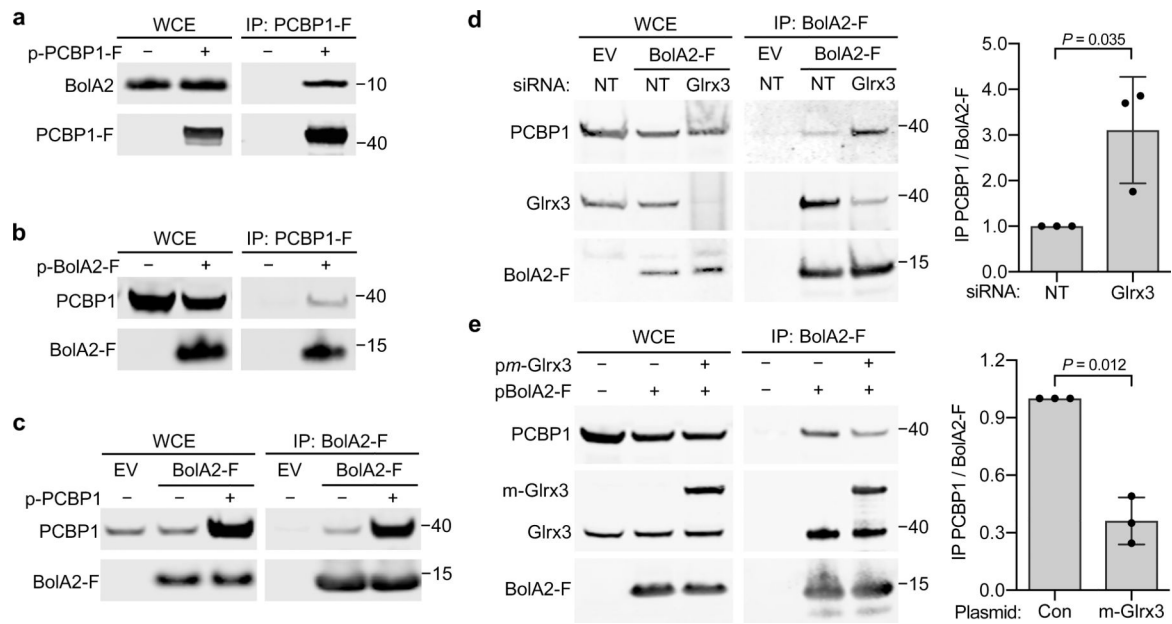 a
WCE IP: PCBP1-F
p-PCBP1-F – + – +
BolA2 –10
PCBP1-F –40
b
WCE IP: PCBP1-F
p-BolA2-F – + – +
PCBP1 –40
BolA2-F –15
c
WCE IP: BolA2-F
EV BolA2-F EV BolA2-F
p-PCBP1 – – + – – +
PCBP1 –40
BolA2-F –15
d
WCE IP: BolA2-F
EV BolA2-F EV BolA2-F
siRNA: NT NT Glrx3 NT NT Glrx3
PCBP1 –40
Glrx3 –40
BolA2-F –15
IP PCBP1 / BolA2-F
5.0
4.0
3.0
2.0
1.0
0.0
P = 0.035
siRNA: NT Glrx3
e
WCE IP: BolA2-F
pm-Glrx3 – – + – – +
pBolA2-F – + + – + +
PCBP1 –40
m-Glrx3
Glrx3 –40
BolA2-F –15
IP PCBP1 / BolA2-F
1.2
0.9
0.6
0.3
0.0
P = 0.012
Plasmid: Con m-Glrx3